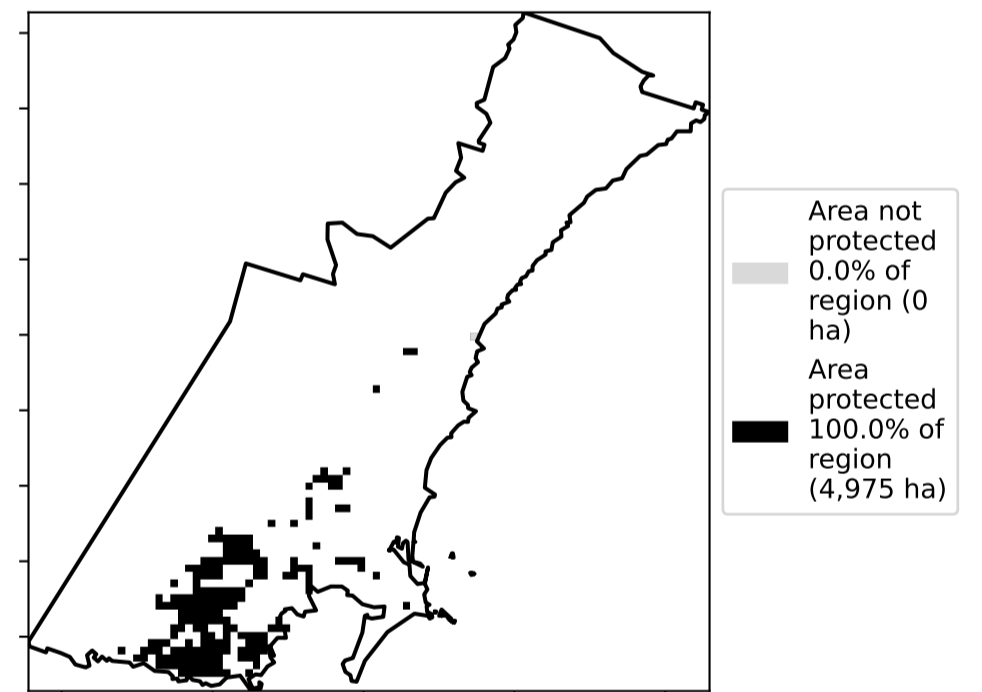 Area not
protected
0.0% of
region (0
ha)
Area
protected
100.0% of
region
(4,975 ha)